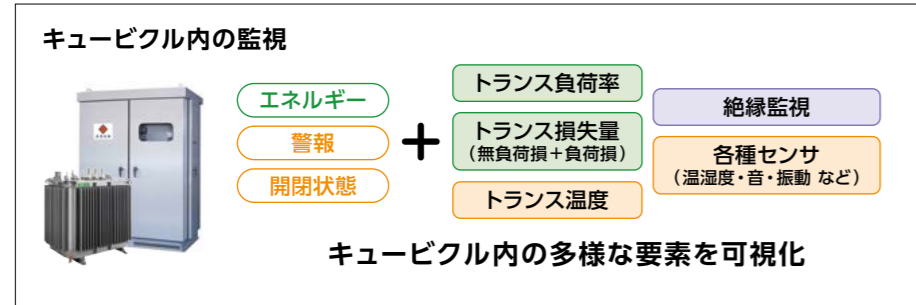 キュービクル内の監視
エネルギー
警報
開閉状態
+
トランス負荷率
トランス損失量
(無負荷損+負荷損)
トランス温度
絶縁監視
各種センサ
(温湿度・音・振動 など)
キュービクル内の多様な要素を可視化